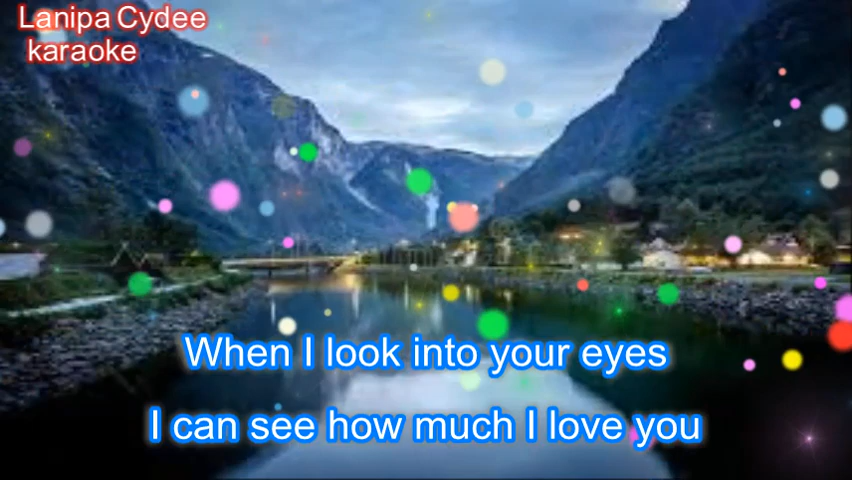 Lanipa Cydee
karaoke
When I look into your eyes
I can see how much I love you